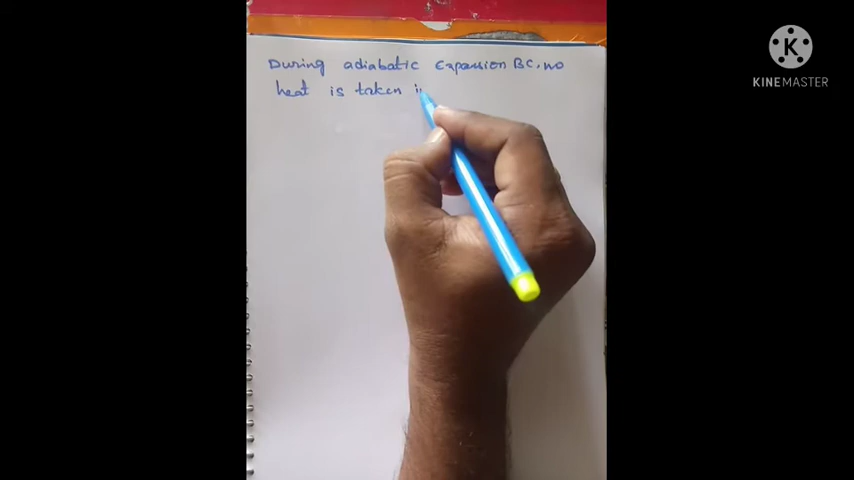 During adiabatic Expansion BC, no
heat is taken i
K
KINEMASTER